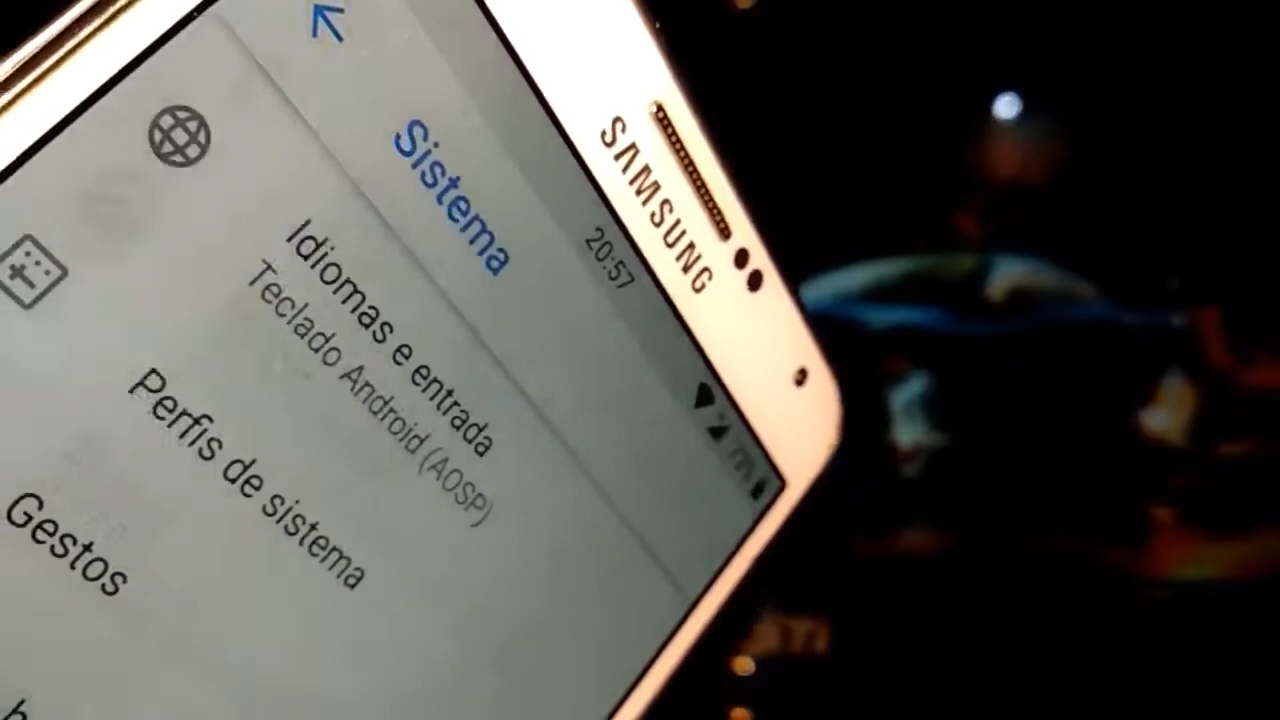 SAMSUNG
20:57
Sistema
Idiomas e entrada
Teclado Android (AOSP)
Perfis de sistema
Gestos